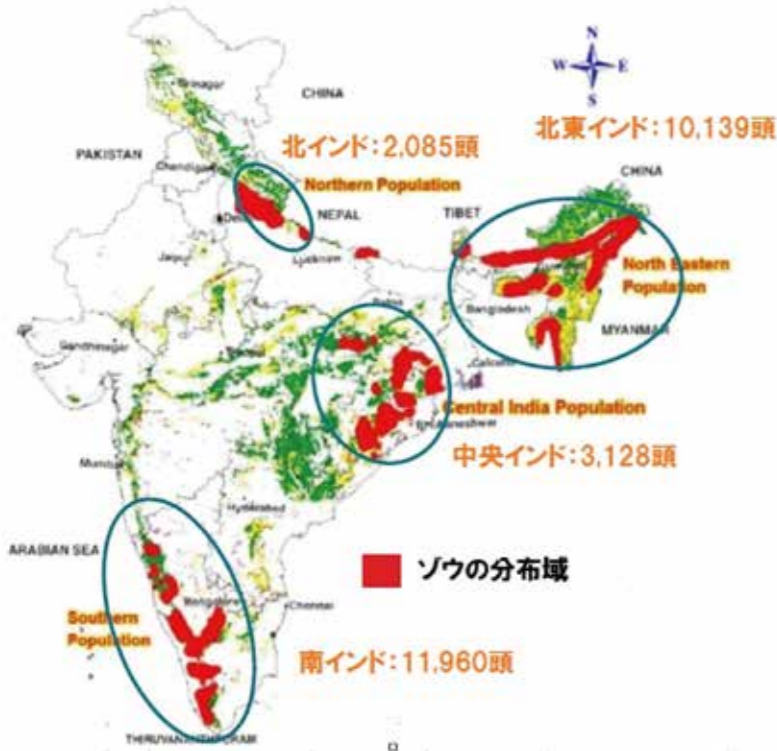 N
W E
S
CHINA
Srinagar
北東インド：10,139頭
北インド：2,085頭
PAKISTAN
Chandigarh
CHINA
Northern Population
NEPAL
TIBET
Jaipur
Lucknow
North Eastern
Population
Bangladesh
MYANMAR
Gandhinagar
Central India Population
中央インド：3,128頭
Mumbai
Hyderabad
ARABIAN SEA
ゾウの分布域
Bangalore
Chennai
Southern
Population
南インド：11,960頭